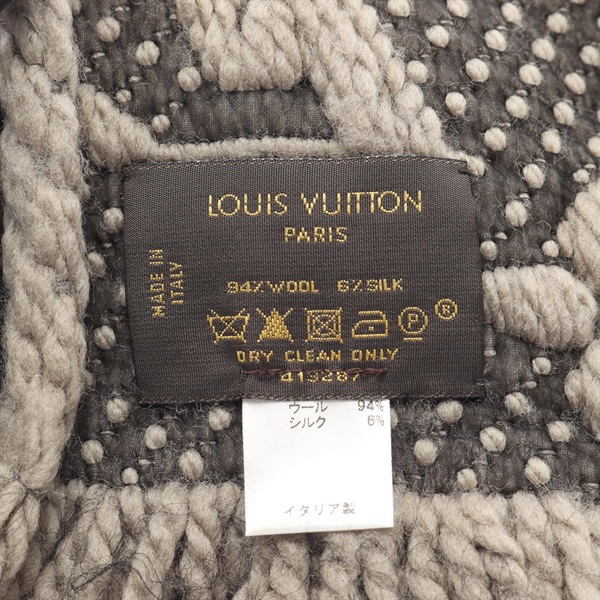 LOUIS VUITTON
PARIS
MADE IN
ITALY
94% WOOL 6% SILK
P
®
DRY CLEAN ONLY
419287
ウール 94%
シルク 6%
イタリア製